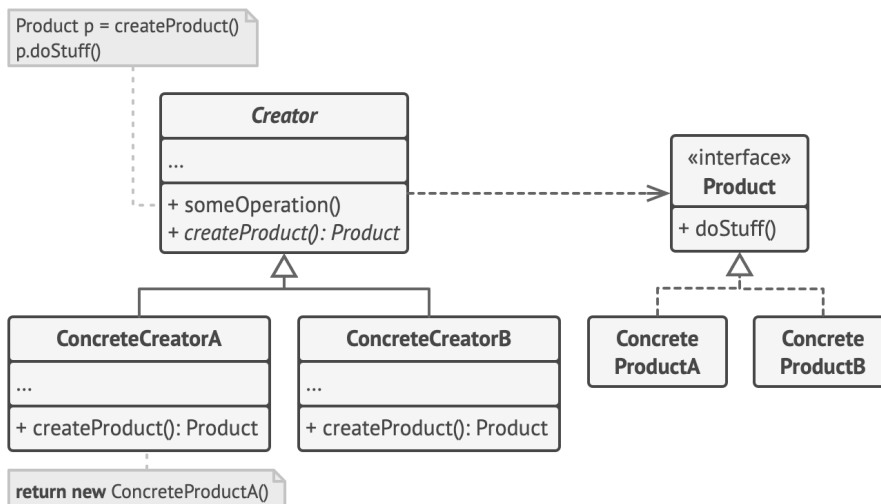 Product p = createProduct()
p.doStuff()
Creator
...
+ someOperation()
+ createProduct(): Product
«interface»
Product
+ doStuff()
ConcreteCreatorA
...
+ createProduct(): Product
ConcreteCreatorB
...
+ createProduct(): Product
Concrete
ProductA
Concrete
ProductB
return new ConcreteProductA()